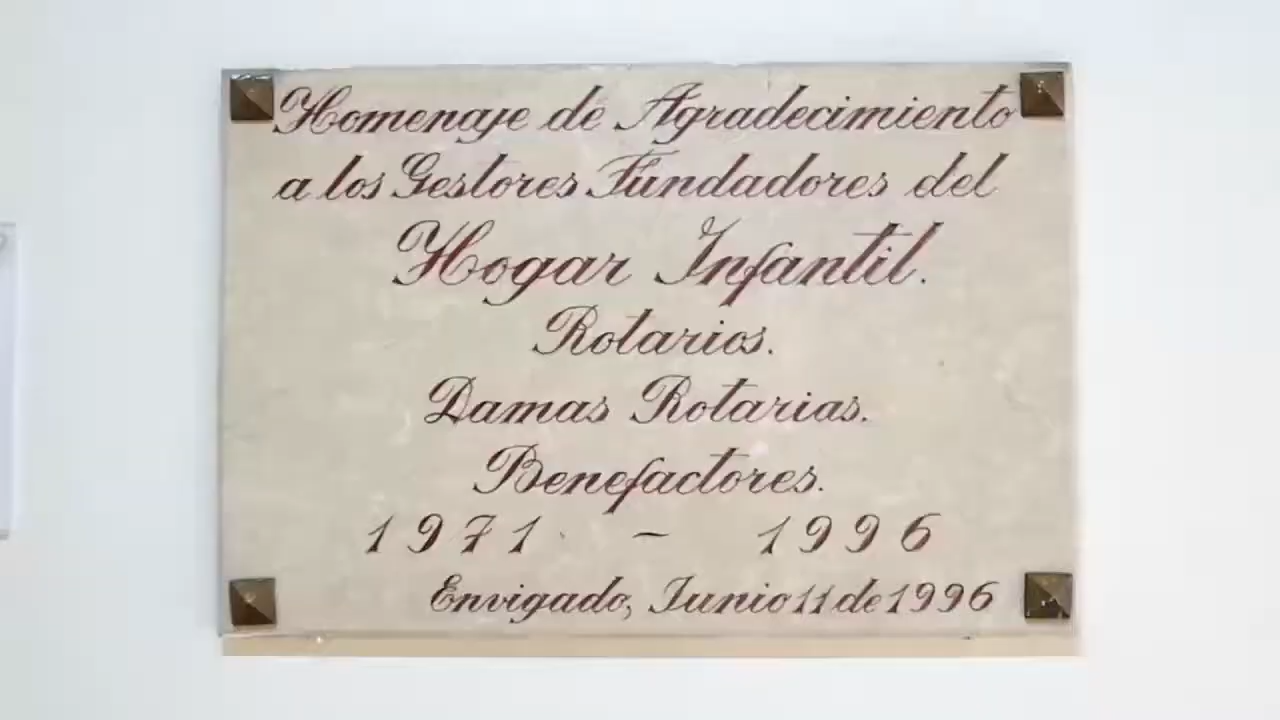 Homenaje de Agradecimiento
a los Gestores Fundadores del
Hogar Infantil.
Rotarios.
Damas Rotarias.
Benefactores.
1971 - 1996
Envigado, Junio 11 de 1996